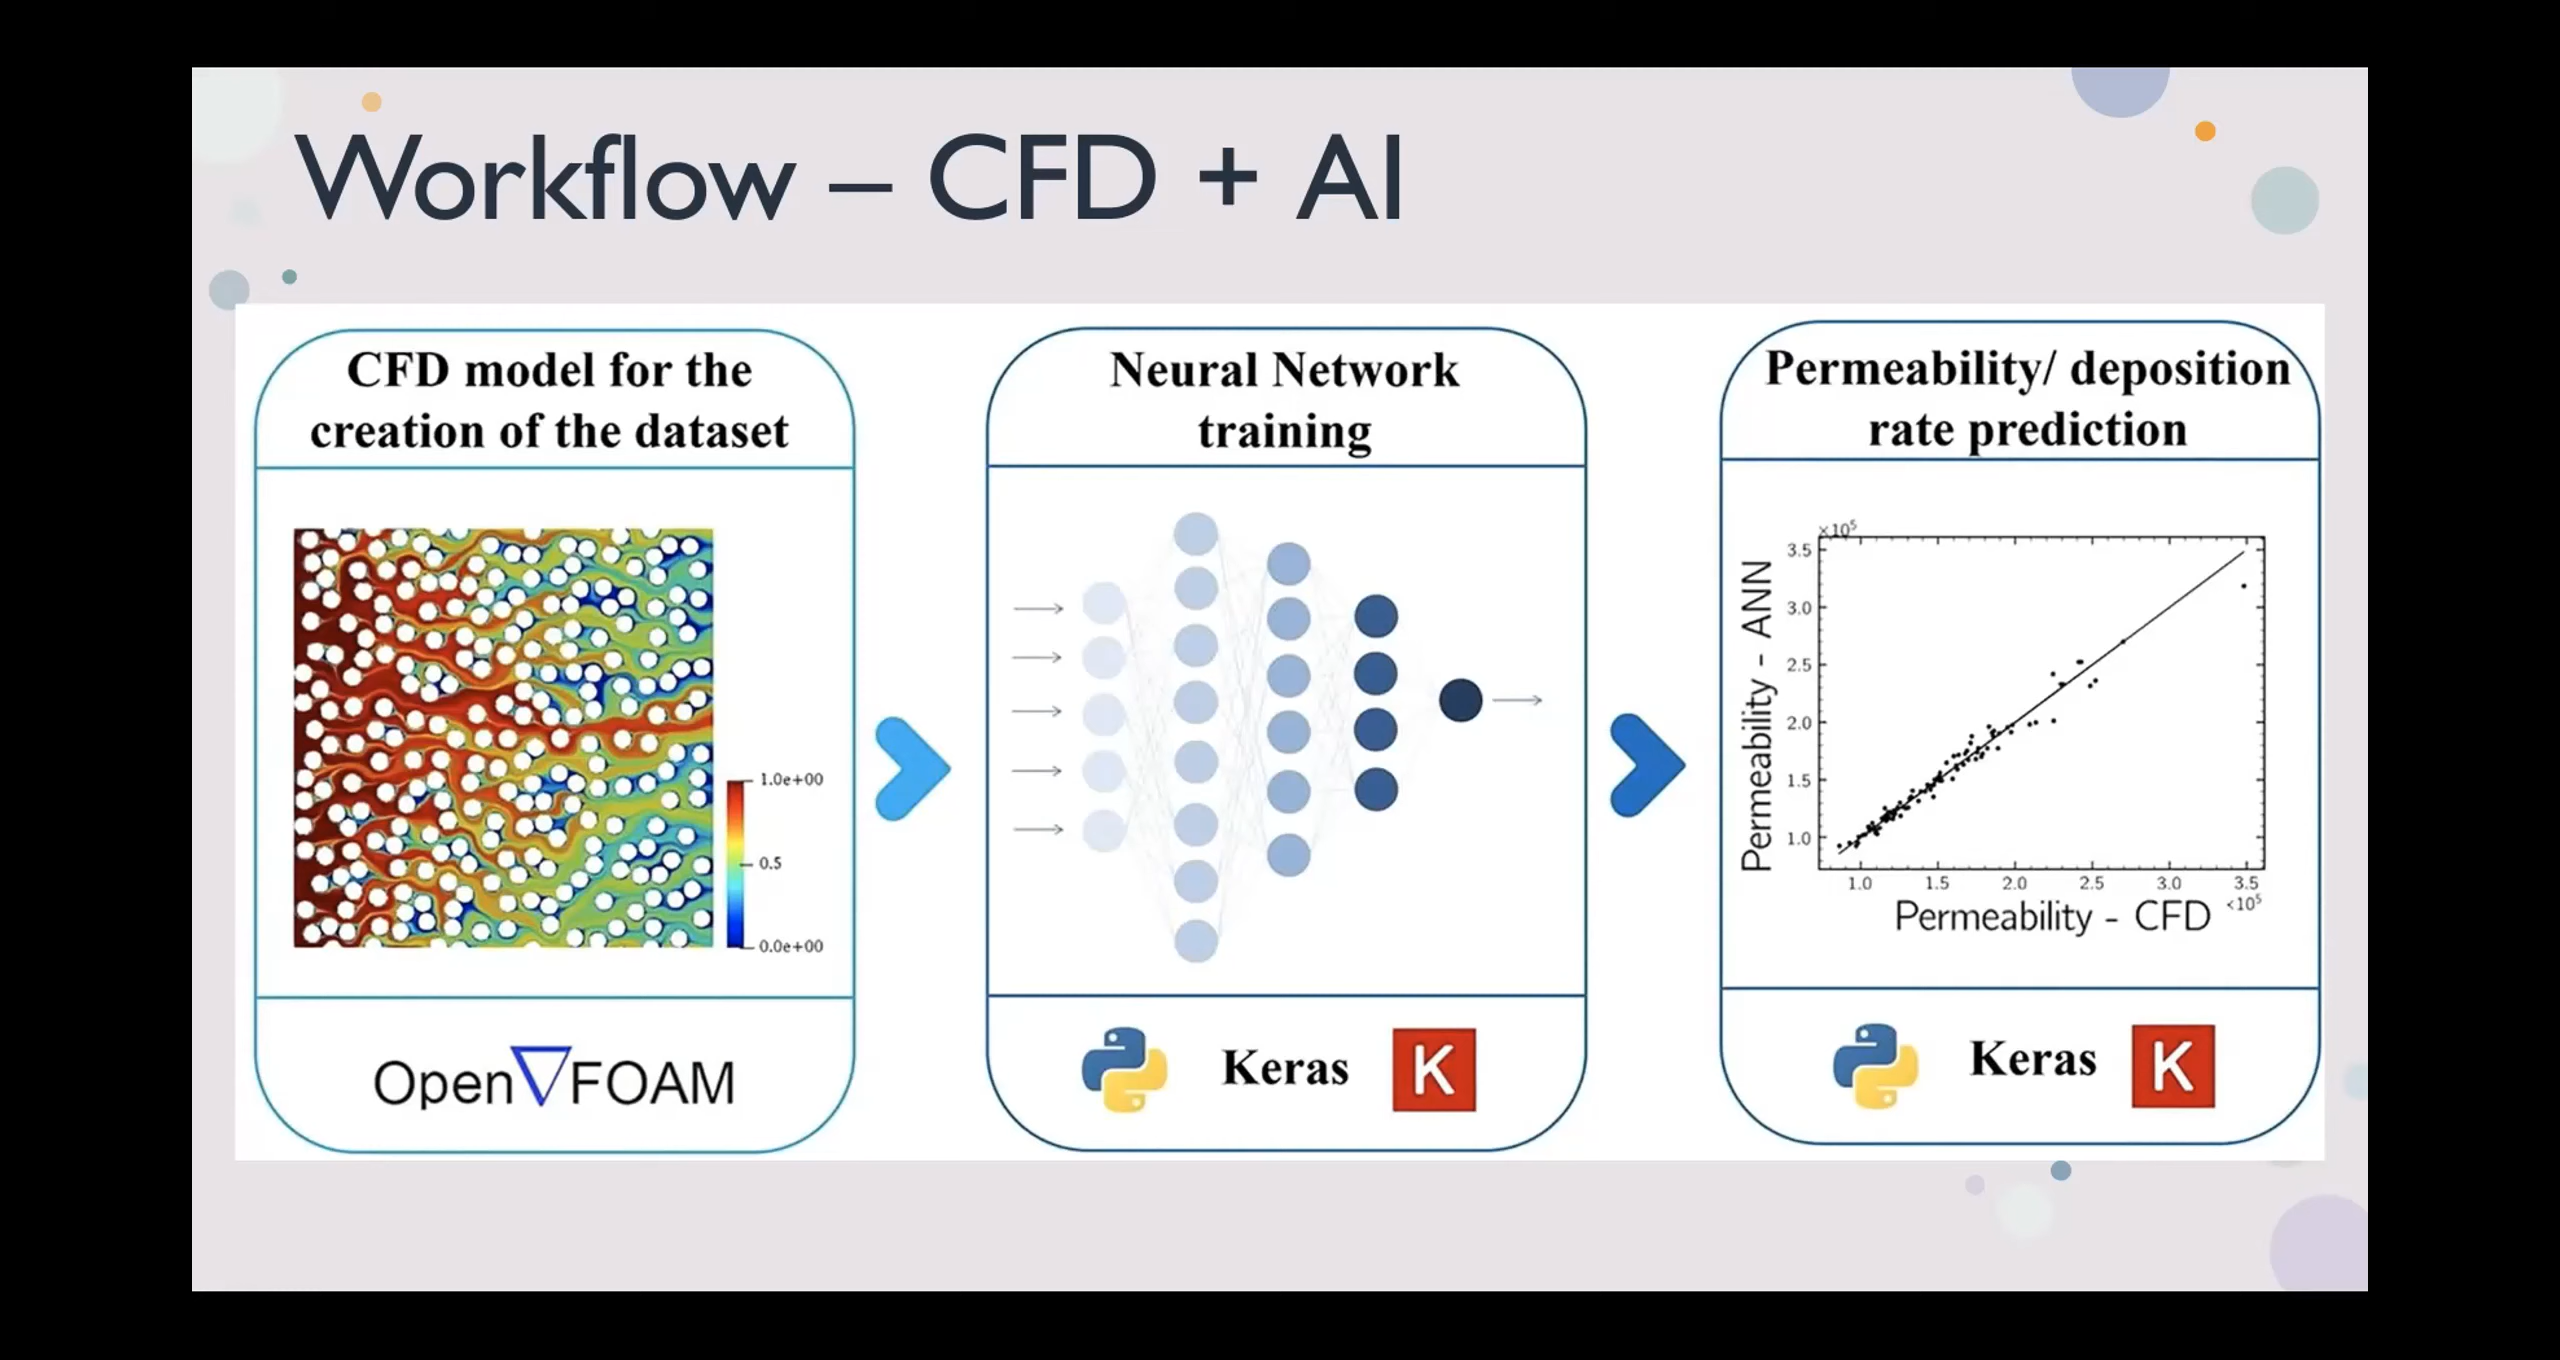 Workflow – CFD + AI
CFD model for the
creation of the dataset
1.0e+00
0.5
0.0e+00
Open∇FOAM
Neural Network
training
Keras
K
Permeability/ deposition
rate prediction
×10⁵
3.5
3.0
2.5
2.0
1.5
1.0
Permeability - ANN
1.0 1.5 2.0 2.5 3.0 3.5
<10⁵
Permeability - CFD
Keras
K